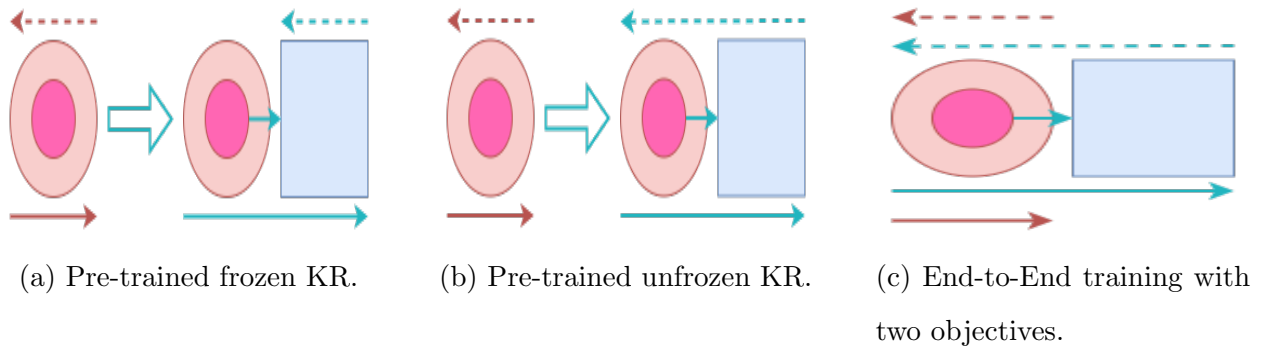 (a) Pre-trained frozen KR.
(b) Pre-trained unfrozen KR.
(c) End-to-End training with
two objectives.